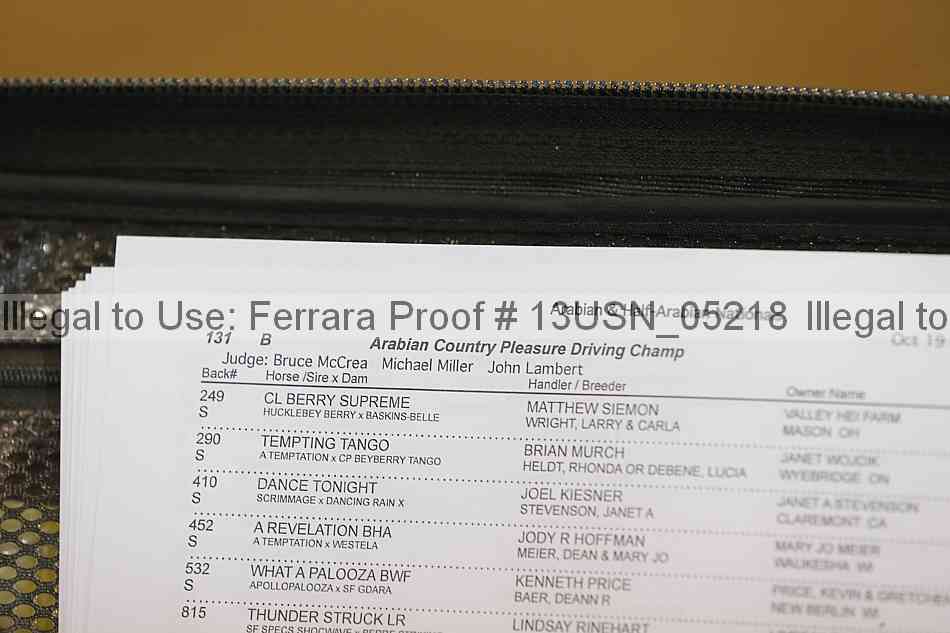 Arabian & Half-Arabian National
Illegal to Use: Ferrara Proof # 13USN_05218 Illegal to
131 B Arabian Country Pleasure Driving Champ Oct 19
Judge: Bruce McCrea Michael Miller John Lambert
Back# Horse /Sire x Dam Handler / Breeder Owner Name
249 CL BERRY SUPREME MATTHEW SIEMON VALLEY HEI FARM
S HUCKLEBEY BERRY x BASKINS-BELLE WRIGHT, LARRY & CARLA MASON OH
290 TEMPTING TANGO BRIAN MURCH JANET WOJCIK
S A TEMPTATION x CP BEYBERRY TANGO HELDT, RHONDA OR DEBENE, LUCIA WYEBRIDGE ON
410 DANCE TONIGHT JOEL KIESNER JANET A STEVENSON
S SCRIMMAGE x DANCING RAIN X STEVENSON, JANET A CLAREMONT CA
452 A REVELATION BHA JODY R HOFFMAN MARY JO MEIER
S A TEMPTATION x WESTELA MEIER, DEAN & MARY JO WAUKESHA WI
532 WHAT A PALOOZA BWF KENNETH PRICE PRICE, KEVIN & GRETCHEN
S APOLLOPALOOZA x SF GDARA BAER, DEANN R NEW BERLIN WI
815 THUNDER STRUCK LR LINDSAY RINEHART
SF SPECS SHOCWAVE x